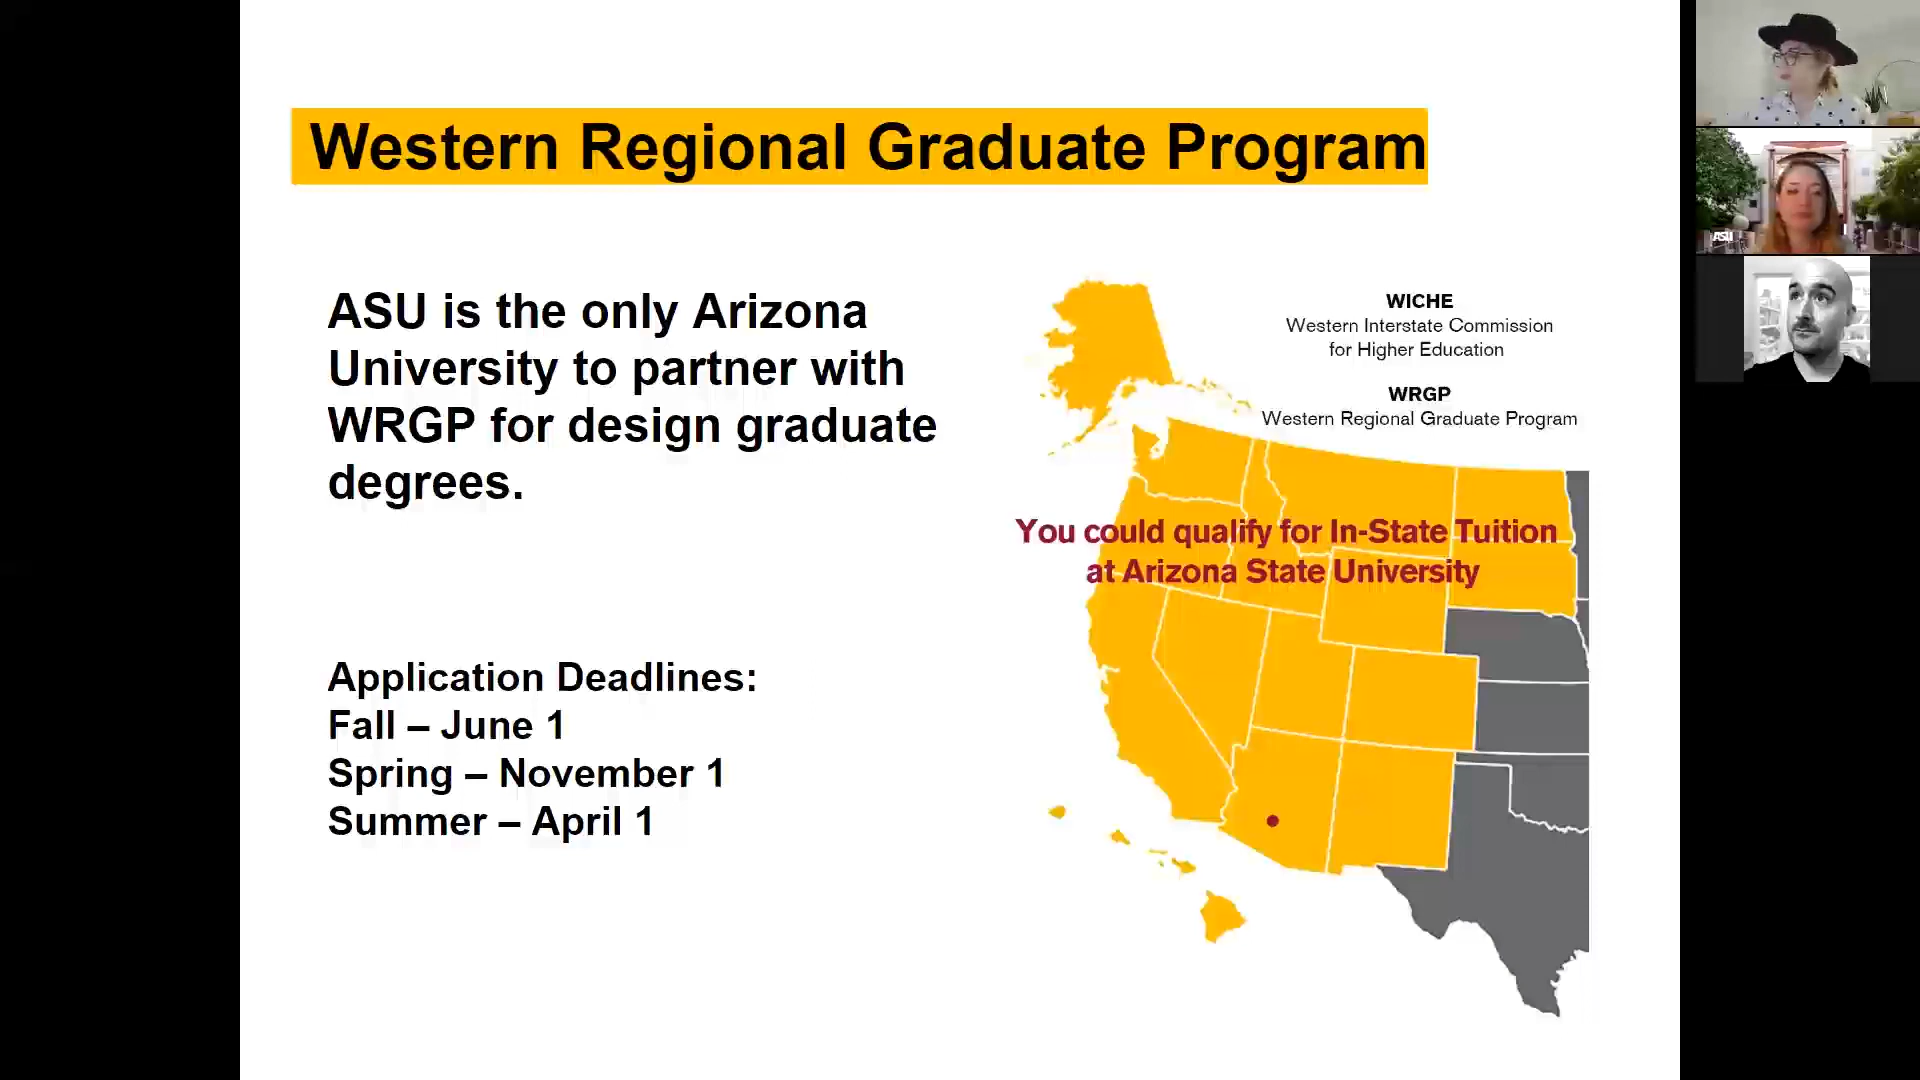 Western Regional Graduate Program
ASU is the only Arizona
University to partner with
WRGP for design graduate
degrees.
Application Deadlines:
Fall – June 1
Spring – November 1
Summer – April 1
WICHE
Western Interstate Commission
for Higher Education
WRGP
Western Regional Graduate Program
You could qualify for In-State Tuition
at Arizona State University
ASU